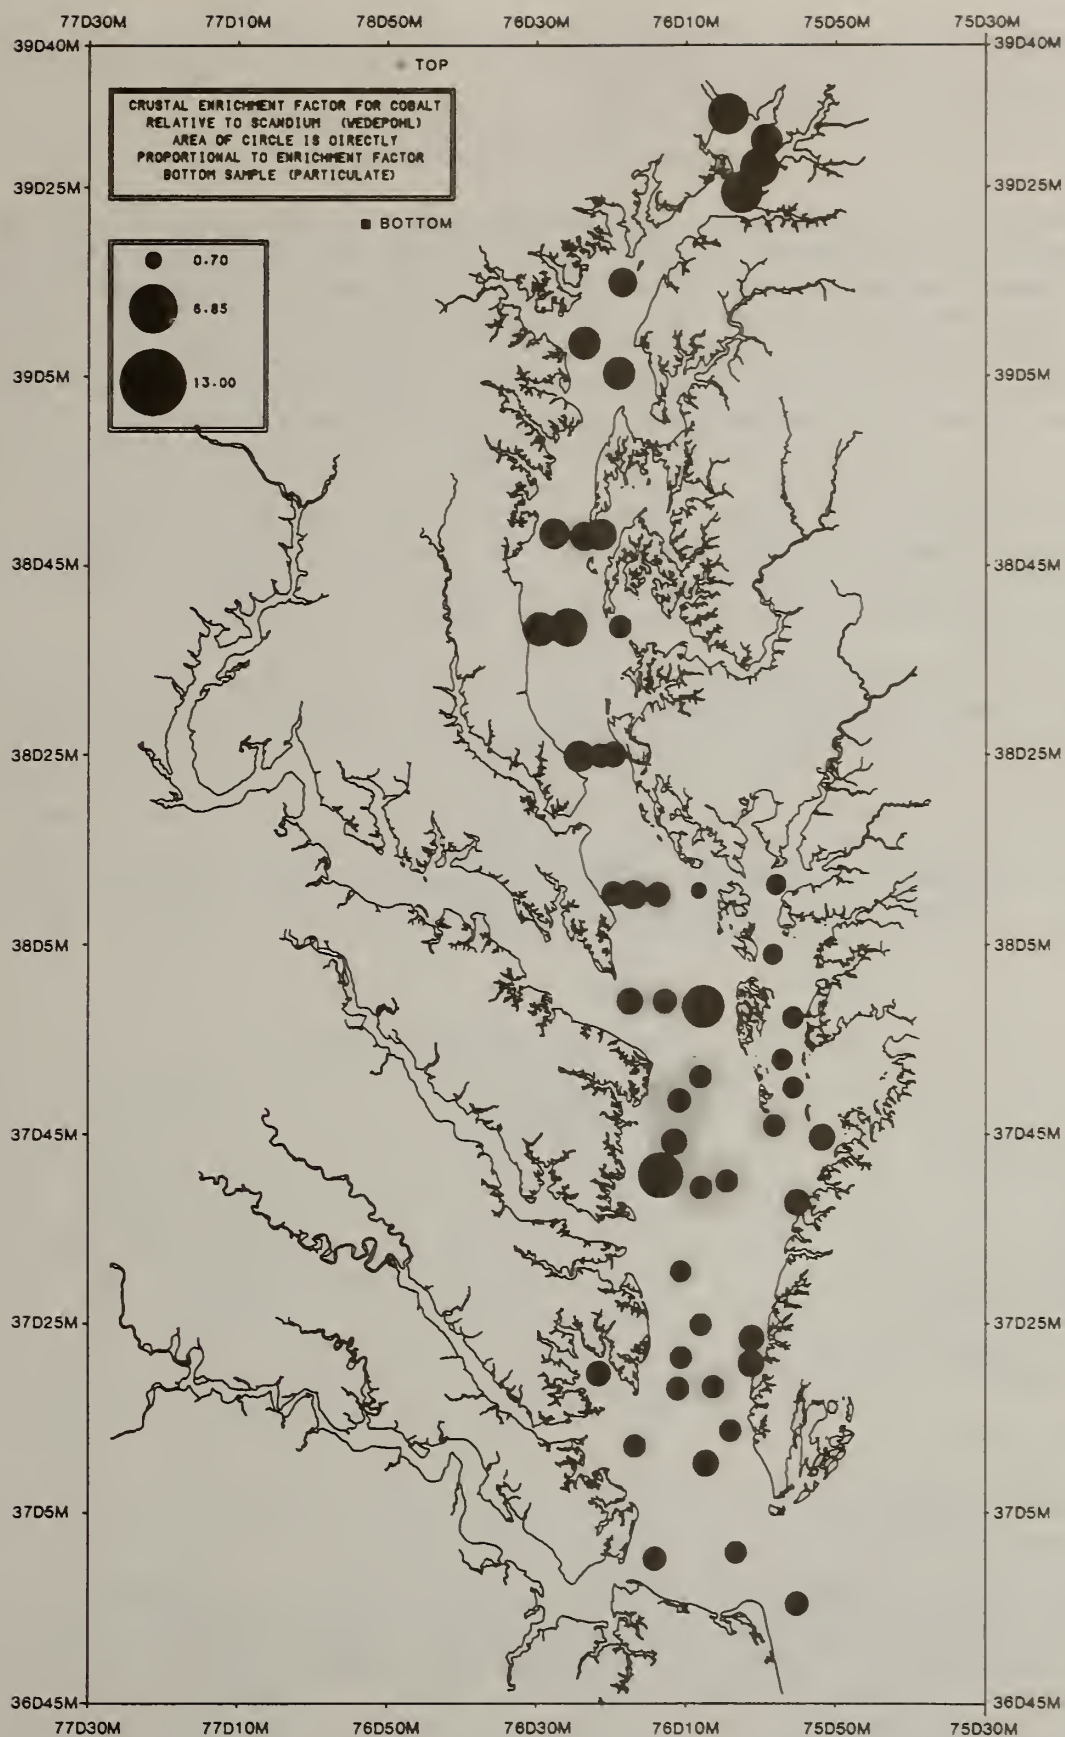 77D30M 77D10M 76D50M 76D30M 76D10M 75D50M 75D30M
39D40M 39D40M
TOP
CRUSTAL ENRICHMENT FACTOR FOR COBALT
RELATIVE TO SCANDIUM (WEDEPOHL)
AREA OF CIRCLE IS DIRECTLY
PROPORTIONAL TO ENRICHMENT FACTOR
BOTTOM SAMPLE (PARTICULATE)
39D25M 39D25M
BOTTOM
0.70
6.85
13.00
39D5M 39D5M
38D45M 38D45M
38D25M 38D25M
38D5M 38D5M
37D45M 37D45M
37D25M 37D25M
37D5M 37D5M
36D45M 36D45M
77D30M 77D10M 76D50M 76D30M 76D10M 75D50M 75D30M